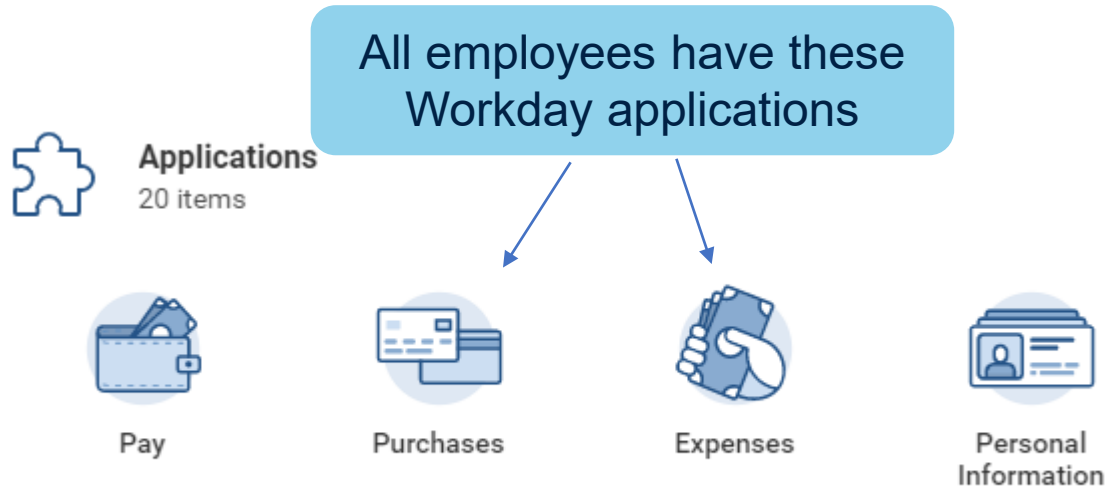 All employees have these
Workday applications
Applications
20 items
Pay
Purchases
Expenses
Personal
Information